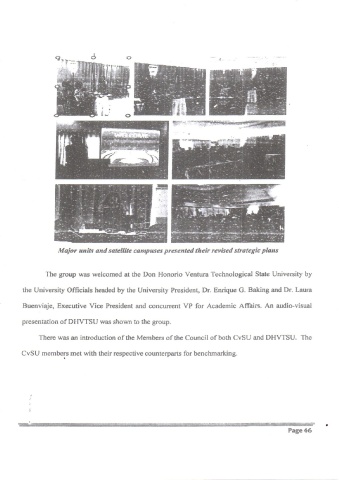 WELCOME
Major units and satellite campuses presented their revised strategic plans
The group was welcomed at the Don Honorio Ventura Technological State University by
the University Officials headed by the University President, Dr. Enrique G. Baking and Dr. Laura
Buenviaje, Executive Vice President and concurrent VP for Academic Affairs. An audio-visual
presentation of DHVTSU was shown to the group.
There was an introduction of the Members of the Council of both CvSU and DHVTSU. The
CvSU members met with their respective counterparts for benchmarking.
Page 66